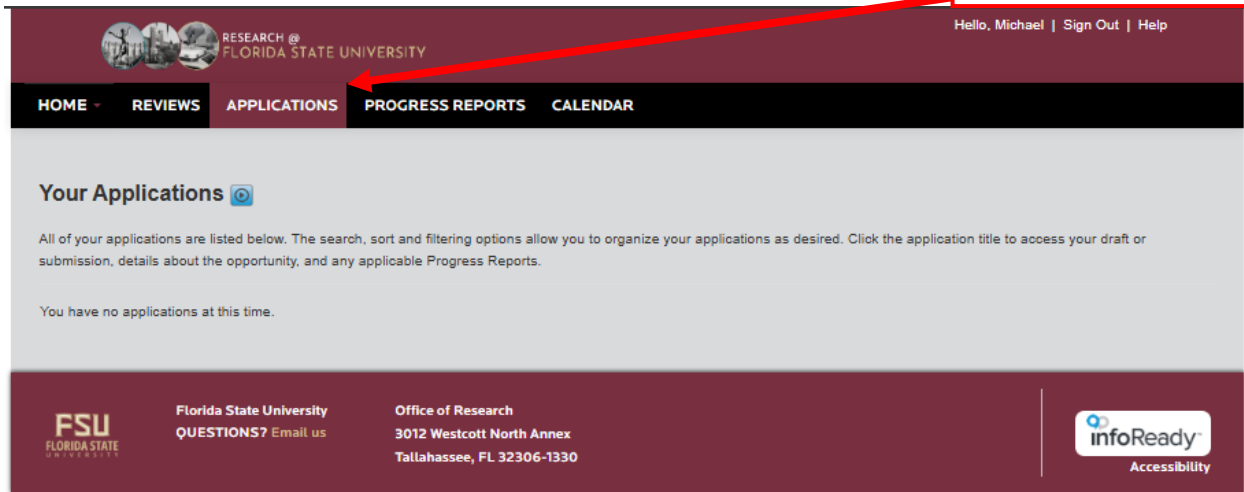 RESEARCH @
FLORIDA STATE UNIVERSITY
Hello, Michael | Sign Out | Help
HOME REVIEWS APPLICATIONS PROGRESS REPORTS CALENDAR
Your Applications
All of your applications are listed below. The search, sort and filtering options allow you to organize your applications as desired. Click the application title to access your draft or
submission, details about the opportunity, and any applicable Progress Reports.
You have no applications at this time.
FSU
FLORIDA STATE
UNIVERSITY
Florida State University
QUESTIONS? Email us
Office of Research
3012 Westcott North Annex
Tallahassee, FL 32306-1330
infoReady
Accessibility